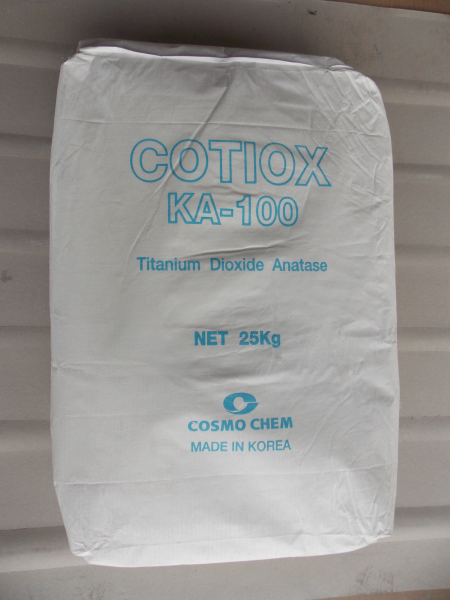 COTIOX
KA-100
Titanium Dioxide Anatase
NET 25Kg
COSMO CHEM
MADE IN KOREA